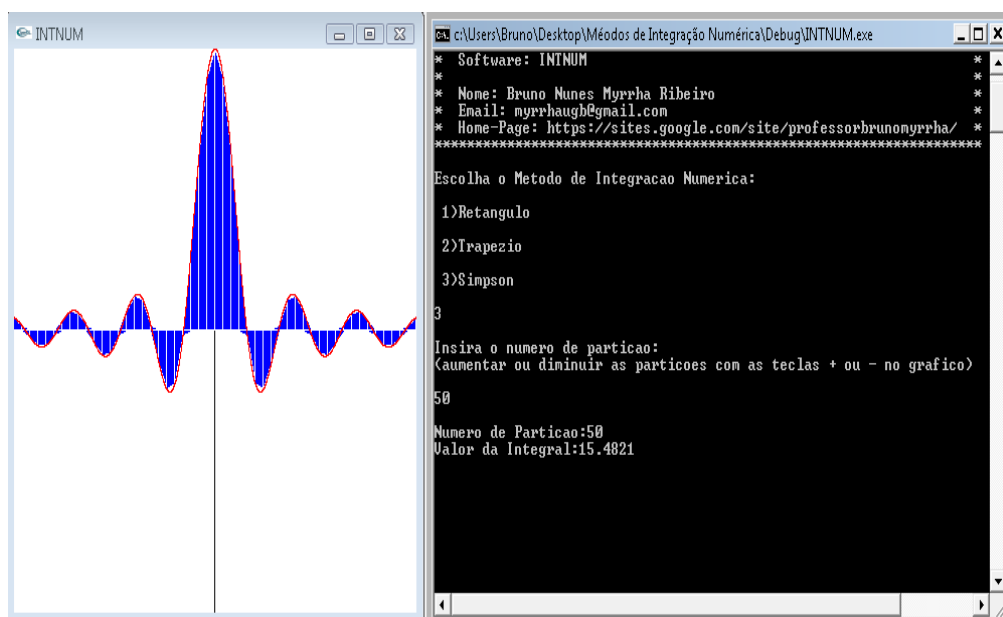 INTNUM
c:\Users\Bruno\Desktop\Méodos de Integração Numérica\Debug\INTNUM.exe
*  Software: INTNUM  *
*  *
*  Nome: Bruno Nunes Myrrha Ribeiro  *
*  Email: myrrhaugb@gmail.com  *
*  Home-Page: https://sites.google.com/site/professorbrunomyrrha/  *
********************************************************************
Escolha o Metodo de Integracao Numerica:
1)Retangulo
2)Trapezio
3)Simpson
3
Insira o numero de particao:
(aumentar ou diminuir as particoes com as teclas + ou - no grafico)
50
Numero de Particao:50
Valor da Integral:15.4821